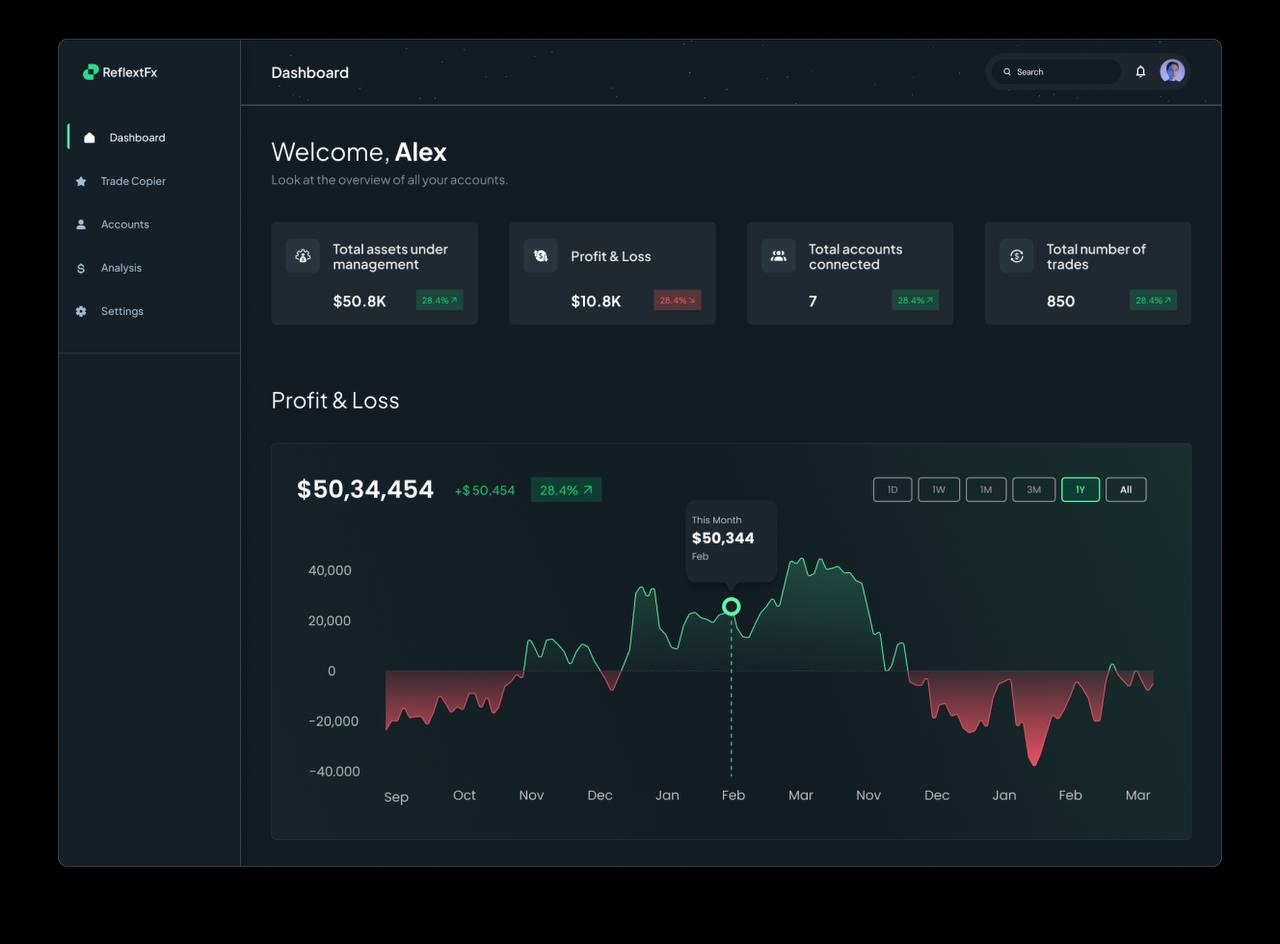 ReflextFx
Dashboard
Search
Dashboard
Trade Copier
Accounts
Analysis
Settings
Welcome, Alex
Look at the overview of all your accounts.
Total assets under
management
$50.8K
28.4%
Profit & Loss
$10.8K
28.4%
Total accounts
connected
7
28.4%
Total number of
trades
850
28.4%
Profit & Loss
$50,34,454
+$ 50,454
28.4%
1D
1W
1M
3M
1Y
All
This Month
$50,344
Feb
40,000
20,000
0
−20,000
−40.000
Sep
Oct
Nov
Dec
Jan
Feb
Mar
Nov
Dec
Jan
Feb
Mar